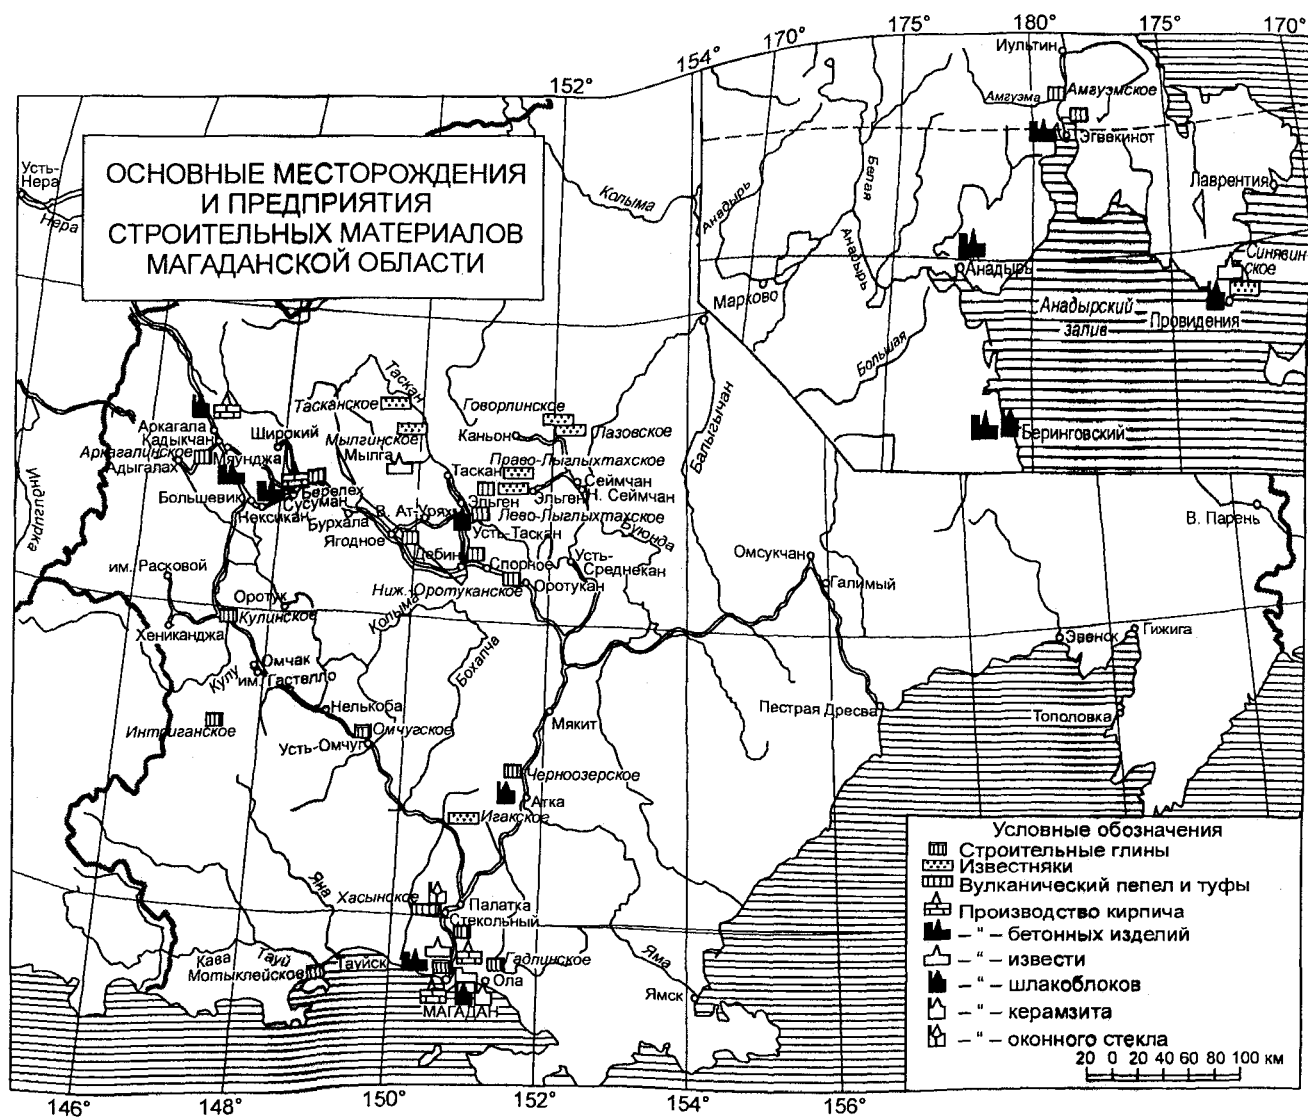 152°
154°
170°
175°
180°
175°
170°
ОСНОВНЫЕ МЕСТОРОЖДЕНИЯ
И ПРЕДПРИЯТИЯ
СТРОИТЕЛЬНЫХ МАТЕРИАЛОВ
МАГАДАНСКОЙ ОБЛАСТИ
Усть-
Нера
Нера
Колыма
Иультин
Амгуэма
Амгуэмское
Эгвекинот
Лаврентия
Синявин-
ское
Провидения
Белая
Анадырь
Анадырь
Анадырь
Марково
Анадырский
залив
Большая
Беринговский
Таскан
Тасканское
Говорлинское
Лазовское
Каньон
Право-Лыглыхтахское
Балыгычан
Аркагала
Кадыкчан
Аркагалинское
Адыгалах
Широкий
Мылгинское
Мылга
Мяунджа
Таскан
Сеймчан
Эльген
Н. Сеймчан
Эльген
Берелех
Сусуман
Большевик
Нексикан
Бурхала
В. Ат-Урях
Лево-Лыглыхтахское
Усть-Таскан
Буюнда
Ягодное
Дебин
Спорное
Усть-
Среднекан
Индигирка
им. Расковой
Ниж.-Оротуканское
Оротукан
Омсукчан
Галимый
В. Парень
Оротук
Кулинское
Хениканджа
Колыма
Бохапча
Эвенск
Гижига
Кулу
Омчак
им. Гастелло
Нелькоба
Мякит
Пестрая Дресва
Тополовка
Интриганское
Омчугское
Усть-Омчуг
Черноозерское
Атка
Игакское
Яна
Хасынское
Палатка
Стекольный
Кава
Тауй
Мотыклейское
Тауйск
Гадлинское
Ола
МАГАДАН
Яма
Ямск
Условные обозначения
Строительные глины
Известняки
Вулканический пепел и туфы
Производство кирпича
– " – бетонных изделий
– " – извести
– " – шлакоблоков
– " – керамзита
– " – оконного стекла
20 0 20 40 60 80 100 км
146°
148°
150°
152°
154°
156°